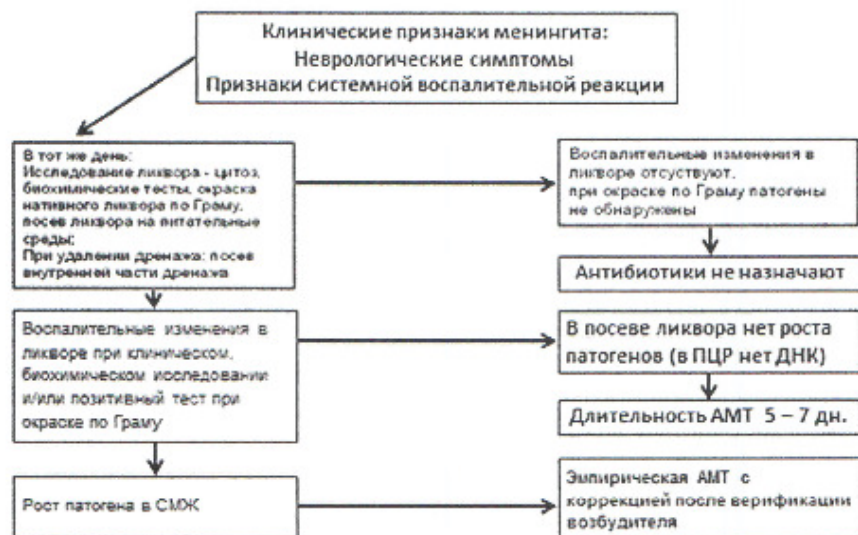 Клинические признаки менингита:
Неврологические симптомы
Признаки системной воспалительной реакции
В тот же день:
Исследование ликвора - цитоз,
биохимические тесты, окраска
нативного ликвора по Граму,
посев ликвора на питательные
среды;
При удалении дренажа: посев
внутренней части дренажа
Воспалительные изменения в
ликворе отсуствуют,
при окраске по Граму патогены
не обнаружены
Антибиотики не назначают
Воспалительные изменения в
ликворе при клиническом,
биохимическом исследовании
и/или позитивный тест при
окраске по Граму
В посеве ликвора нет роста
патогенов (в ПЦР нет ДНК)
Длительность АМТ 5 – 7 дн.
Рост патогена в СМЖ
Эмпирическая АМТ с
коррекцией после верификации
возбудителя